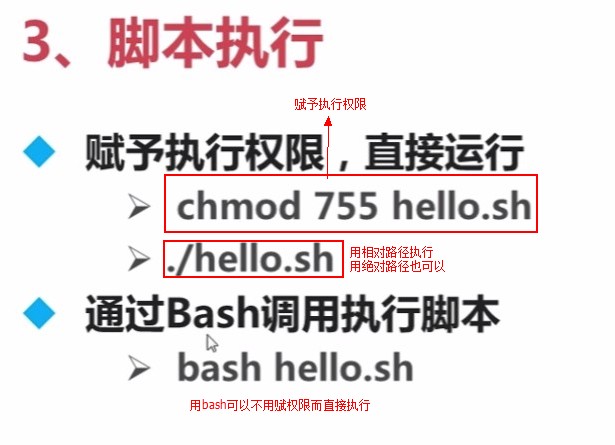 3、脚本执行
赋予执行权限
赋予执行权限，直接运行
chmod 755 hello.sh
./hello.sh
用相对路径执行
用绝对路径也可以
通过Bash调用执行脚本
bash hello.sh
用bash可以不用赋权限而直接执行